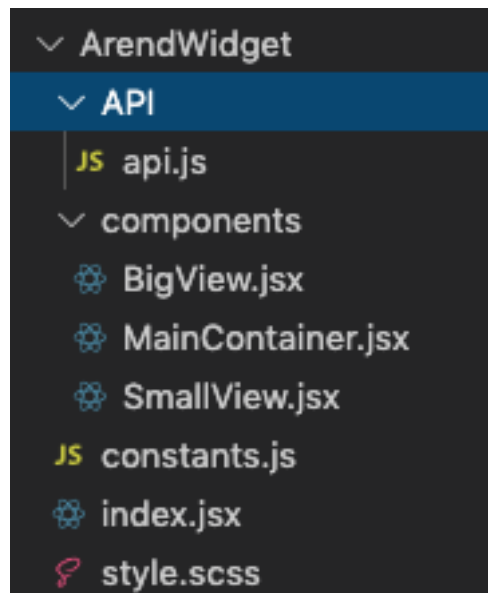 ArendWidget
API
JS api.js
components
BigView.jsx
MainContainer.jsx
SmallView.jsx
JS constants.js
index.jsx
style.scss